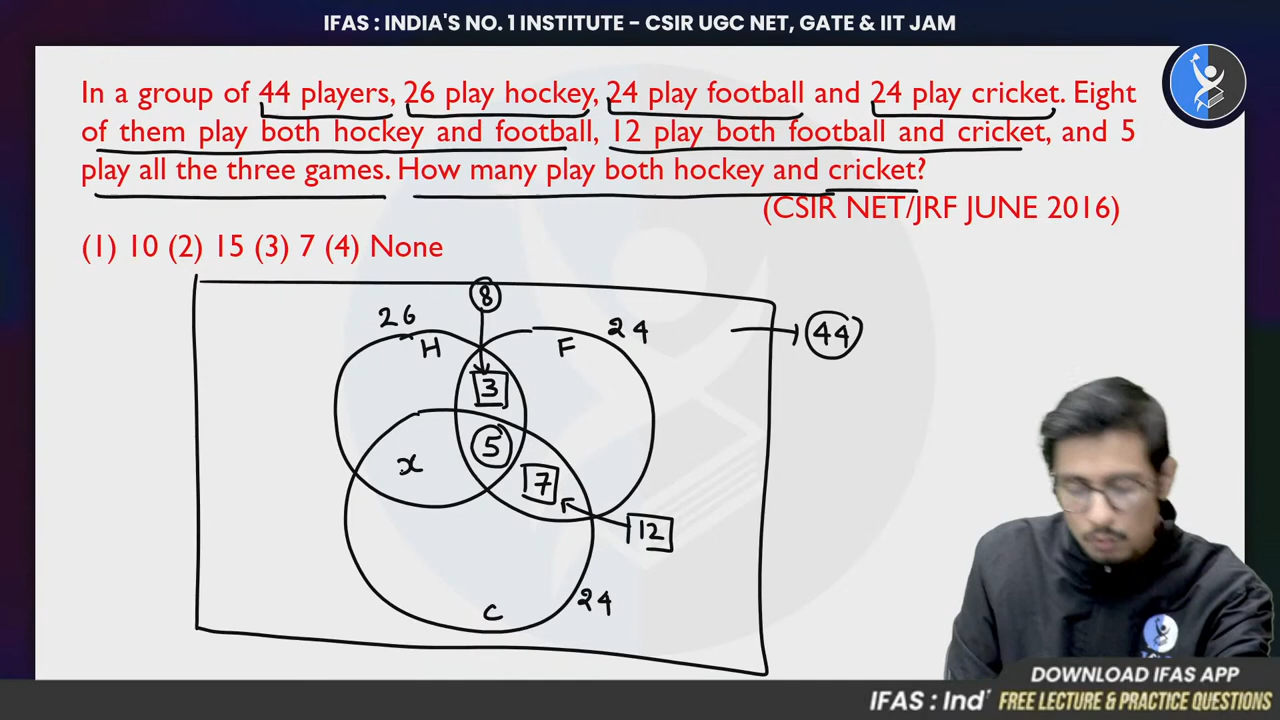 IFAS : INDIA'S NO. 1 INSTITUTE – CSIR UGC NET, GATE & IIT JAM
In a group of 44 players, 26 play hockey, 24 play football and 24 play cricket. Eight
of them play both hockey and football, 12 play both football and cricket, and 5
play all the three games. How many play both hockey and cricket?
(CSIR NET/JRF JUNE 2016)
(1) 10 (2) 15 (3) 7 (4) None
8
26
24
44
H
F
3
5
x
7
12
C
24
DOWNLOAD IFAS APP
IFAS : Ind
FREE LECTURE & PRACTICE QUESTIONS